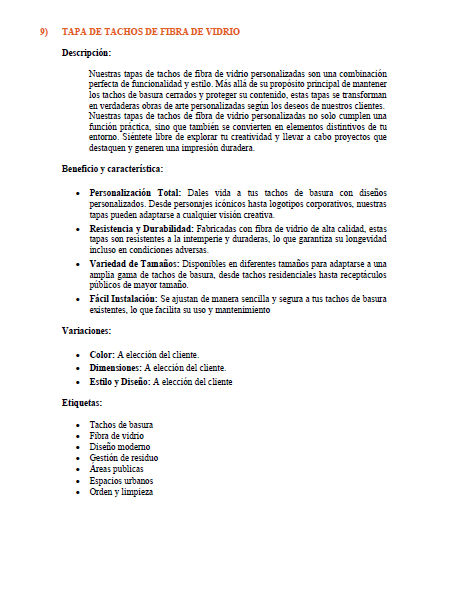 9) TAPA DE TACHOS DE FIBRA DE VIDRIO
Descripción:
Nuestras tapas de tachos de fibra de vidrio personalizadas son una combinación
perfecta de funcionalidad y estilo. Más allá de su propósito principal de mantener
los tachos de basura cerrados y proteger su contenido, estas tapas se transforman
en verdaderas obras de arte personalizadas según los deseos de nuestros clientes.
Nuestras tapas de tachos de fibra de vidrio personalizadas no solo cumplen una
función práctica, sino que también se convierten en elementos distintivos de tu
entorno. Siéntete libre de explorar tu creatividad y llevar a cabo proyectos que
destaquen y generen una impresión duradera.
Beneficio y característica:
• Personalización Total: Dales vida a tus tachos de basura con diseños
personalizados. Desde personajes icónicos hasta logotipos corporativos, nuestras
tapas pueden adaptarse a cualquier visión creativa.
• Resistencia y Durabilidad: Fabricadas con fibra de vidrio de alta calidad, estas
tapas son resistentes a la intemperie y duraderas, lo que garantiza su longevidad
incluso en condiciones adversas.
• Variedad de Tamaños: Disponibles en diferentes tamaños para adaptarse a una
amplia gama de tachos de basura, desde tachos residenciales hasta receptáculos
públicos de mayor tamaño.
• Fácil Instalación: Se ajustan de manera sencilla y segura a tus tachos de basura
existentes, lo que facilita su uso y mantenimiento
Variaciones:
• Color: A elección del cliente.
• Dimensiones: A elección del cliente.
• Estilo y Diseño: A elección del cliente
Etiquetas:
• Tachos de basura
• Fibra de vidrio
• Diseño moderno
• Gestión de residuo
• Áreas publicas
• Espacios urbanos
• Orden y limpieza